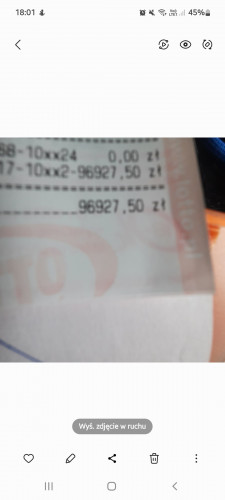 18:01
45%
68-10xx24 0,00 zł
17-10xx2-96927,50 zł
96927,50 zł
Wyś. zdjęcie w ruchu